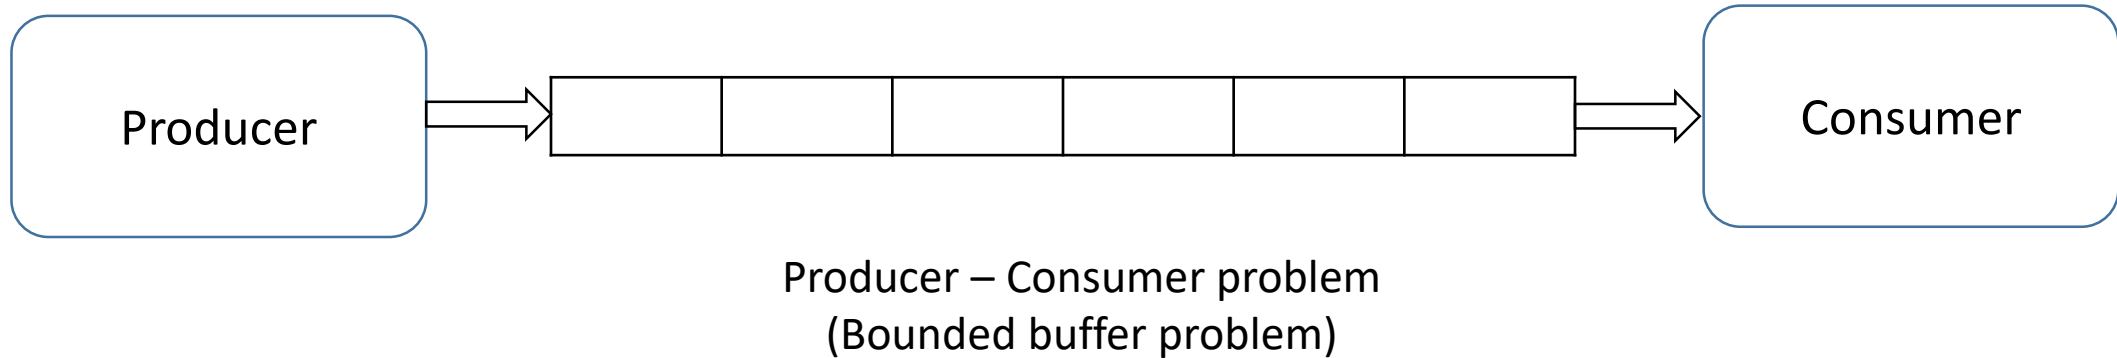 Producer
Consumer
Producer – Consumer problem
(Bounded buffer problem)